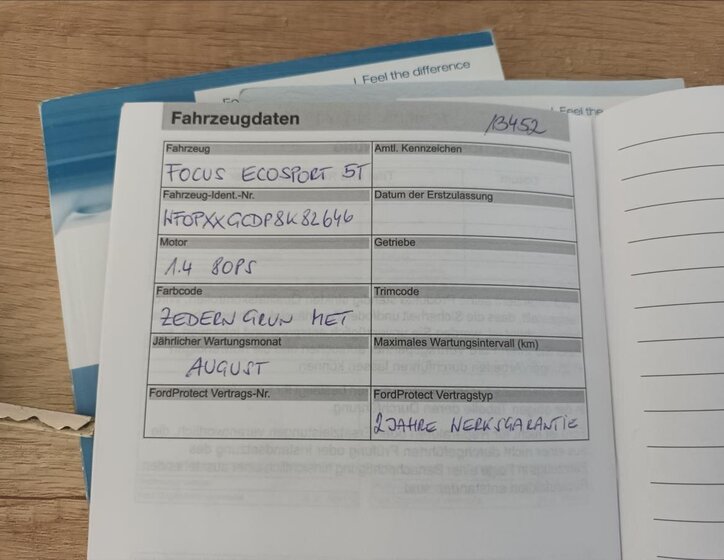 | Feel the difference
Feel the
Fahrzeugdaten
13452
Fahrzeug
FOCUS ECOSPORT 5T
Amtl. Kennzeichen
Fahrzeug-Ident.-Nr.
WF0PXXGCDP8K82646
Datum der Erstzulassung
Motor
1.4 80PS
Getriebe
Farbcode
ZEDERN GRUN MET
Trimcode
Jährlicher Wartungsmonat
AUGUST
Maximales Wartungsintervall (km)
FordProtect Vertrags-Nr.
FordProtect Vertragstyp
2 JAHRE WERKSGARANTIE